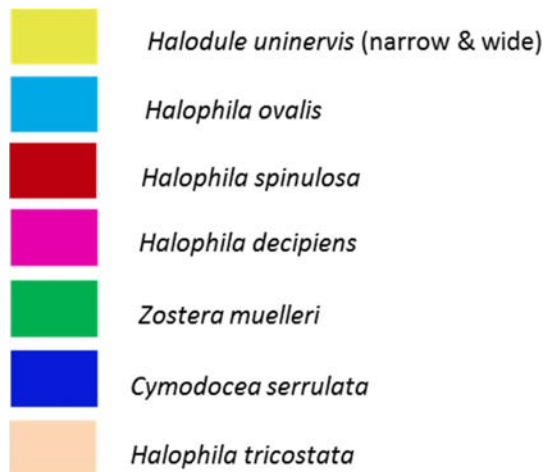 Halodule uninervis (narrow & wide)
Halophila ovalis
Halophila spinulosa
Halophila decipiens
Zostera muelleri
Cymodocea serrulata
Halophila tricostata